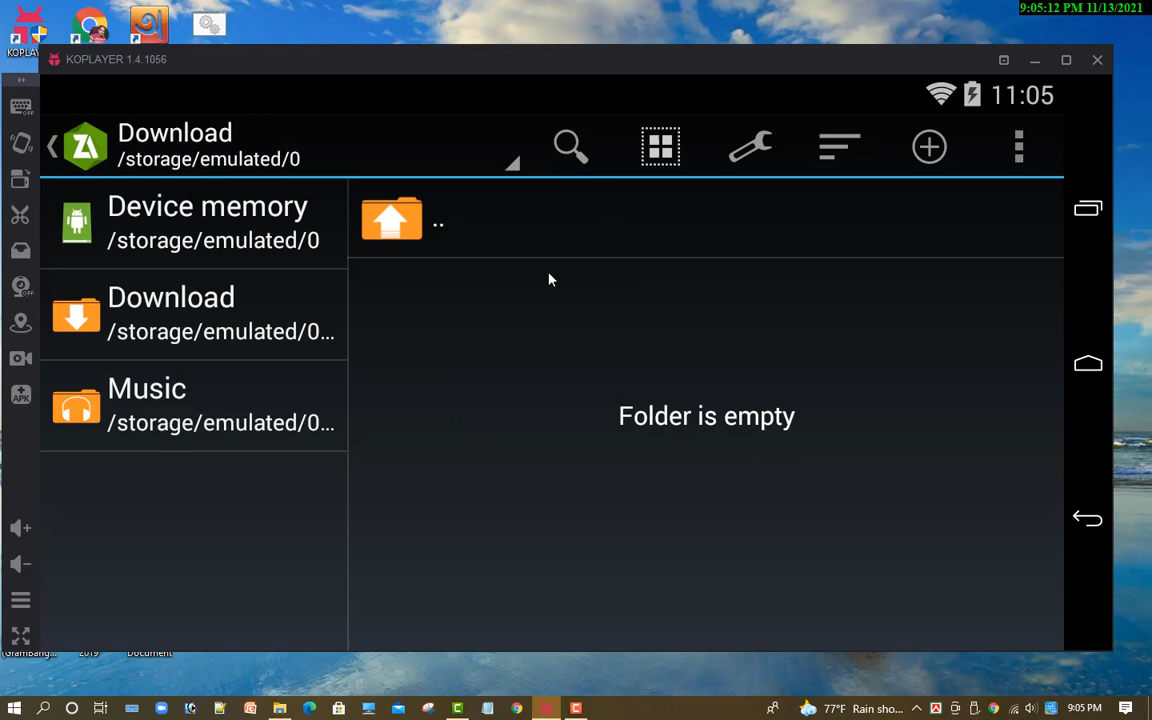 9:05:12 PM 11/13/2021
KOPLAYER 1.4.1056
11:05
Download
/storage/emulated/0
Device memory
/storage/emulated/0
..
Download
/storage/emulated/0...
Folder is empty
Music
/storage/emulated/0...
APK
2019
Document
77°F Rain sho...
9:05 PM